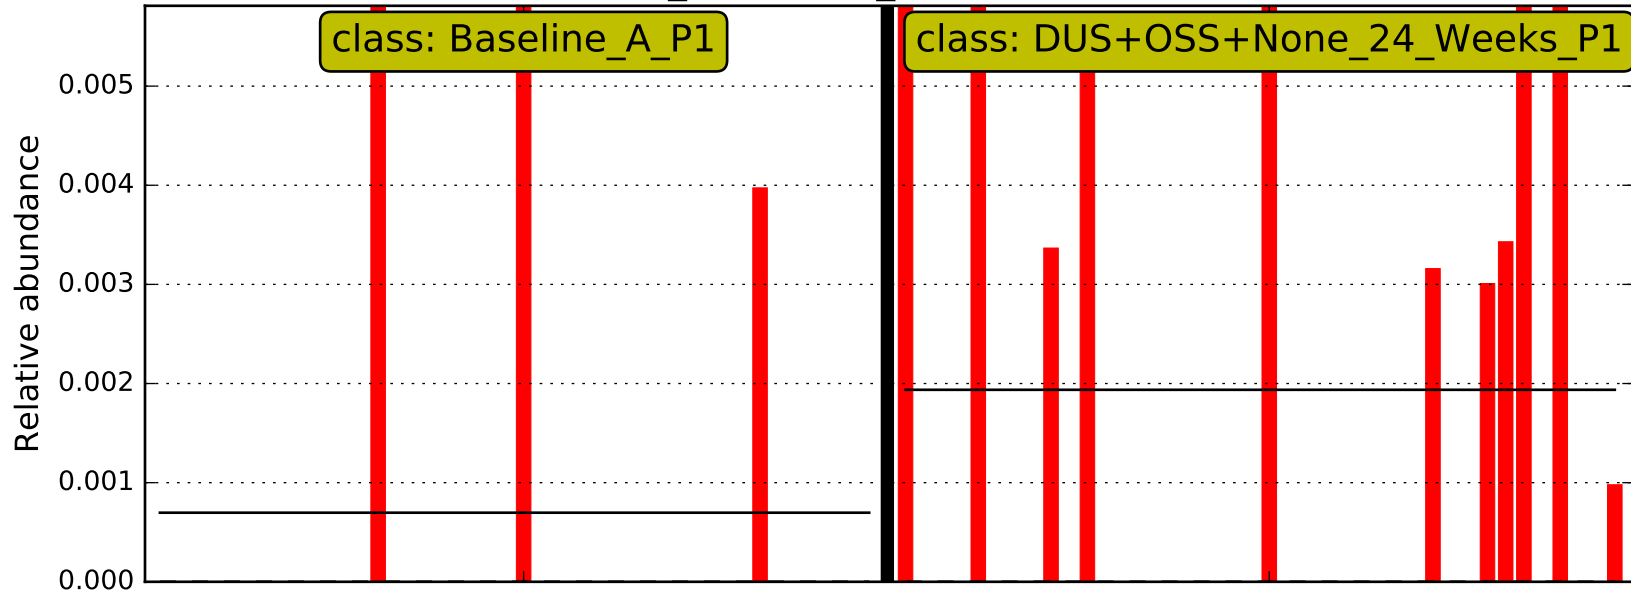 class: Baseline_A_P1
class: DUS+OSS+None_24_Weeks_P1
Relative abundance
0.005
0.004
0.003
0.002
0.001
0.000